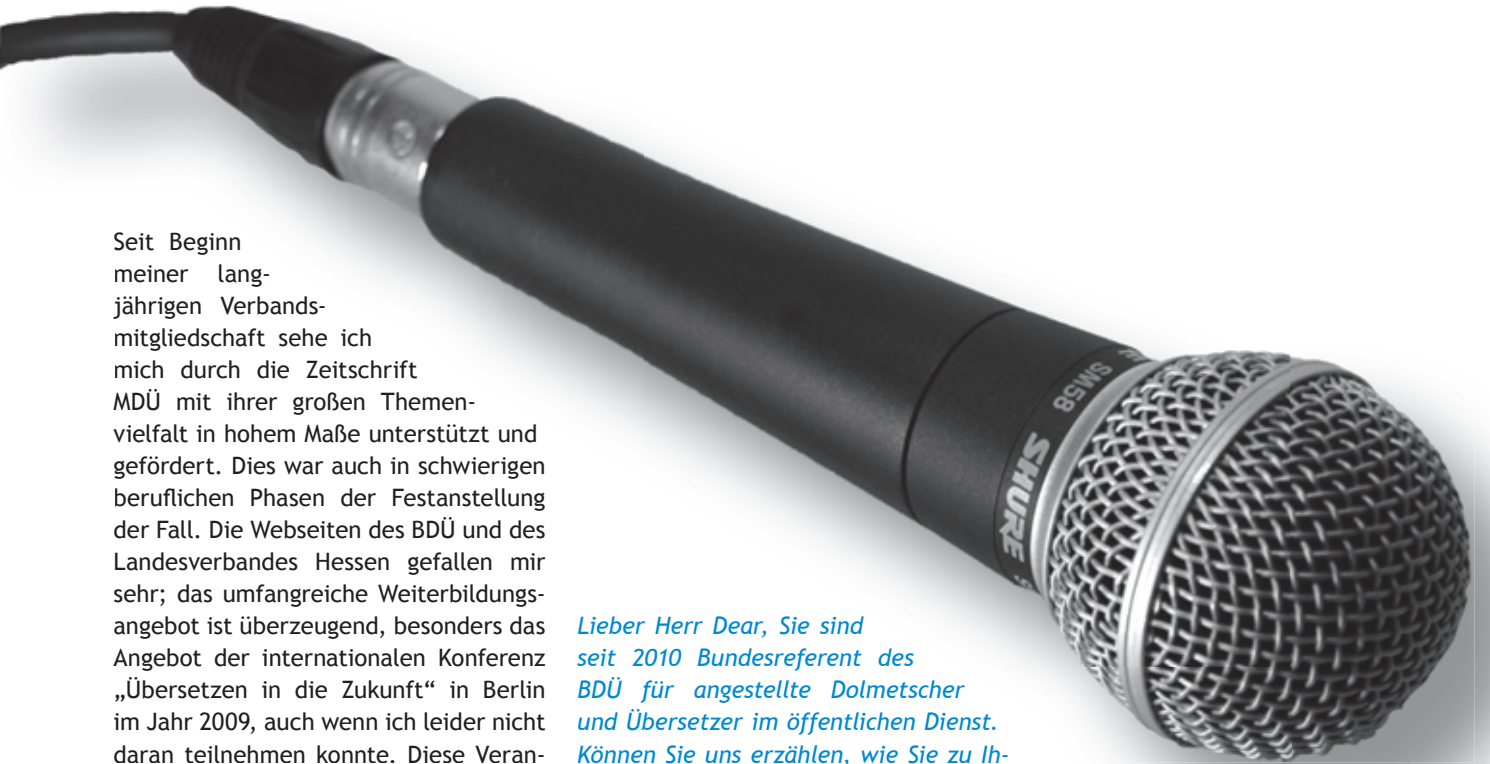 Seit Beginn
meiner lang-
jährigen Verbands-
mitgliedschaft sehe ich
mich durch die Zeitschrift
MDÜ mit ihrer großen Themen-
vielfalt in hohem Maße unterstützt und
gefördert. Dies war auch in schwierigen
beruflichen Phasen der Festanstellung
der Fall. Die Webseiten des BDÜ und des
Landesverbandes Hessen gefallen mir
sehr; das umfangreiche Weiterbildungs-
angebot ist überzeugend, besonders das
Angebot der internationalen Konferenz
„Übersetzen in die Zukunft“ in Berlin
im Jahr 2009, auch wenn ich leider nicht
daran teilnehmen konnte. Diese Veran-
Lieber Herr Dear, Sie sind
seit 2010 Bundesreferent des
BDÜ für angestellte Dolmetscher
und Übersetzer im öffentlichen Dienst.
Können Sie uns erzählen, wie Sie zu Ih-
SM58
SHURE